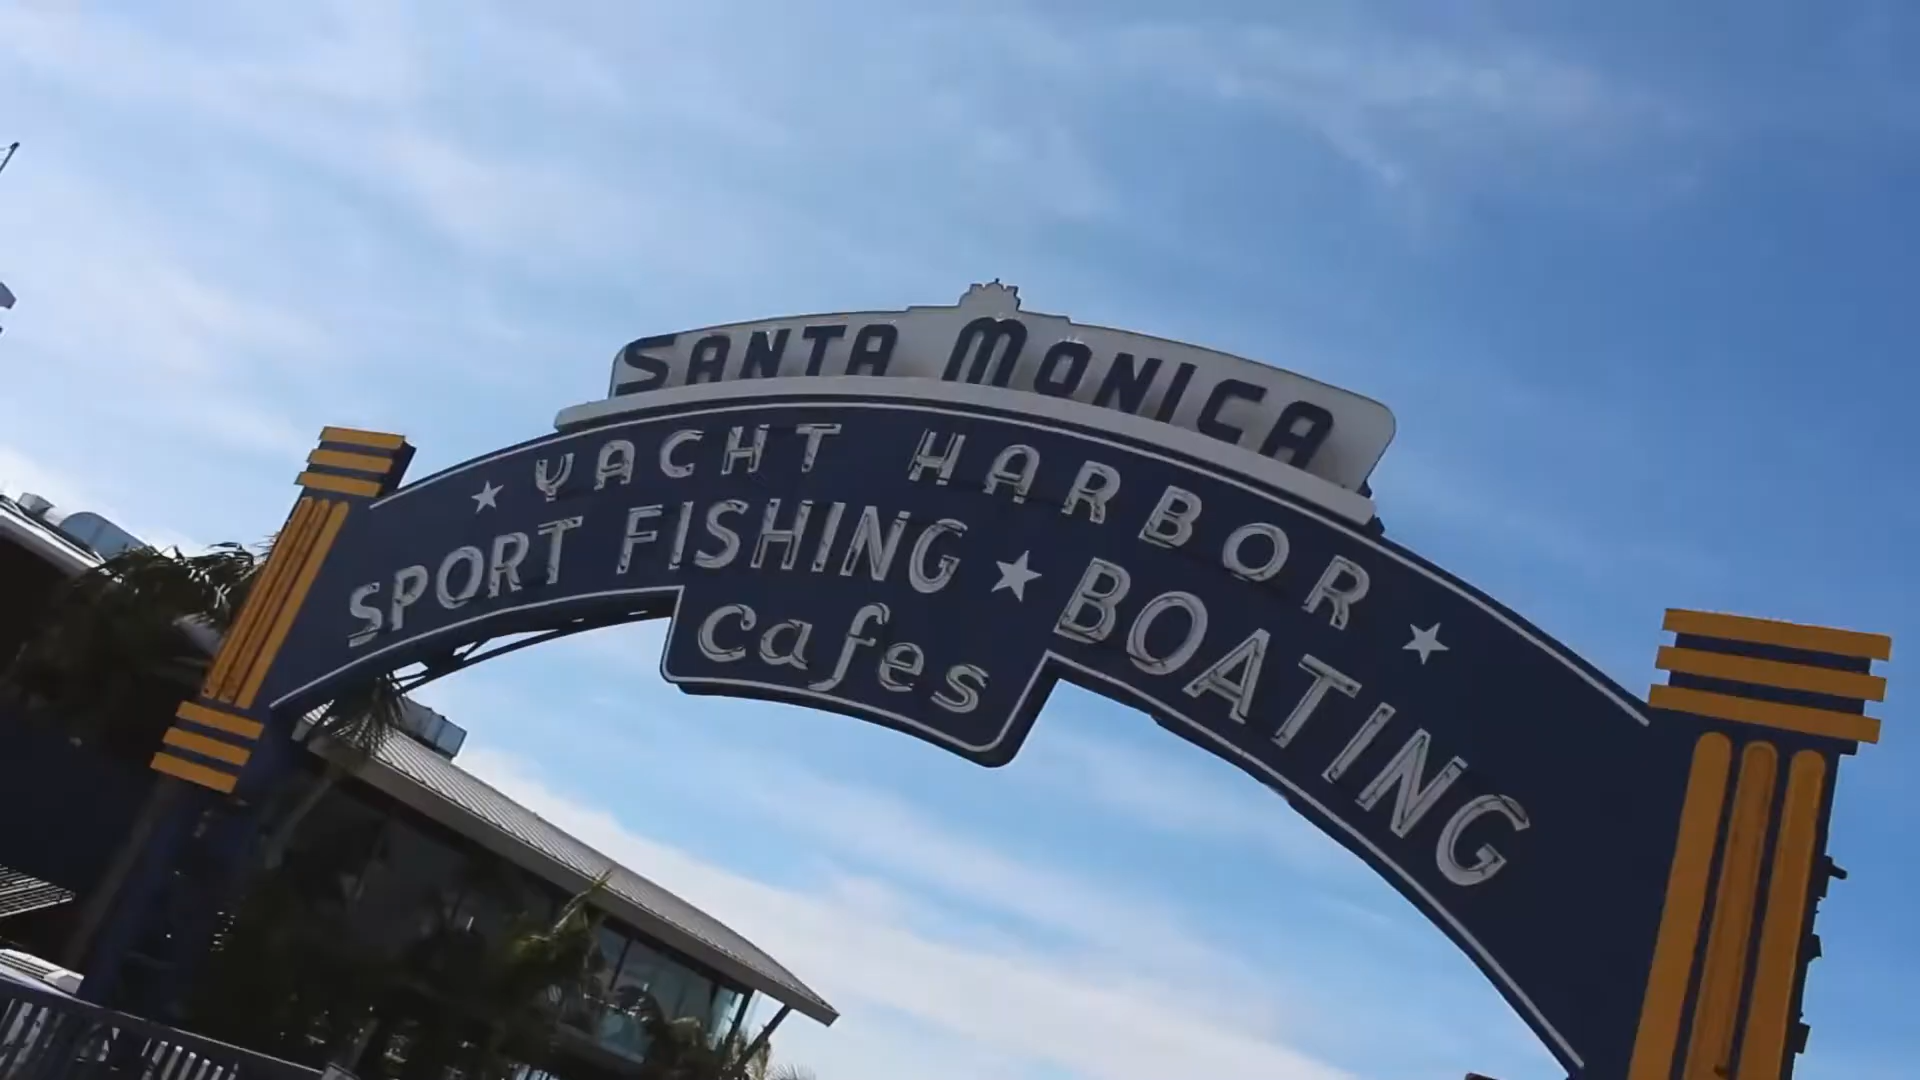 SANTA MONICA
★ YACHT HARBOR ★
SPORT FISHING ★ BOATING
Cafes